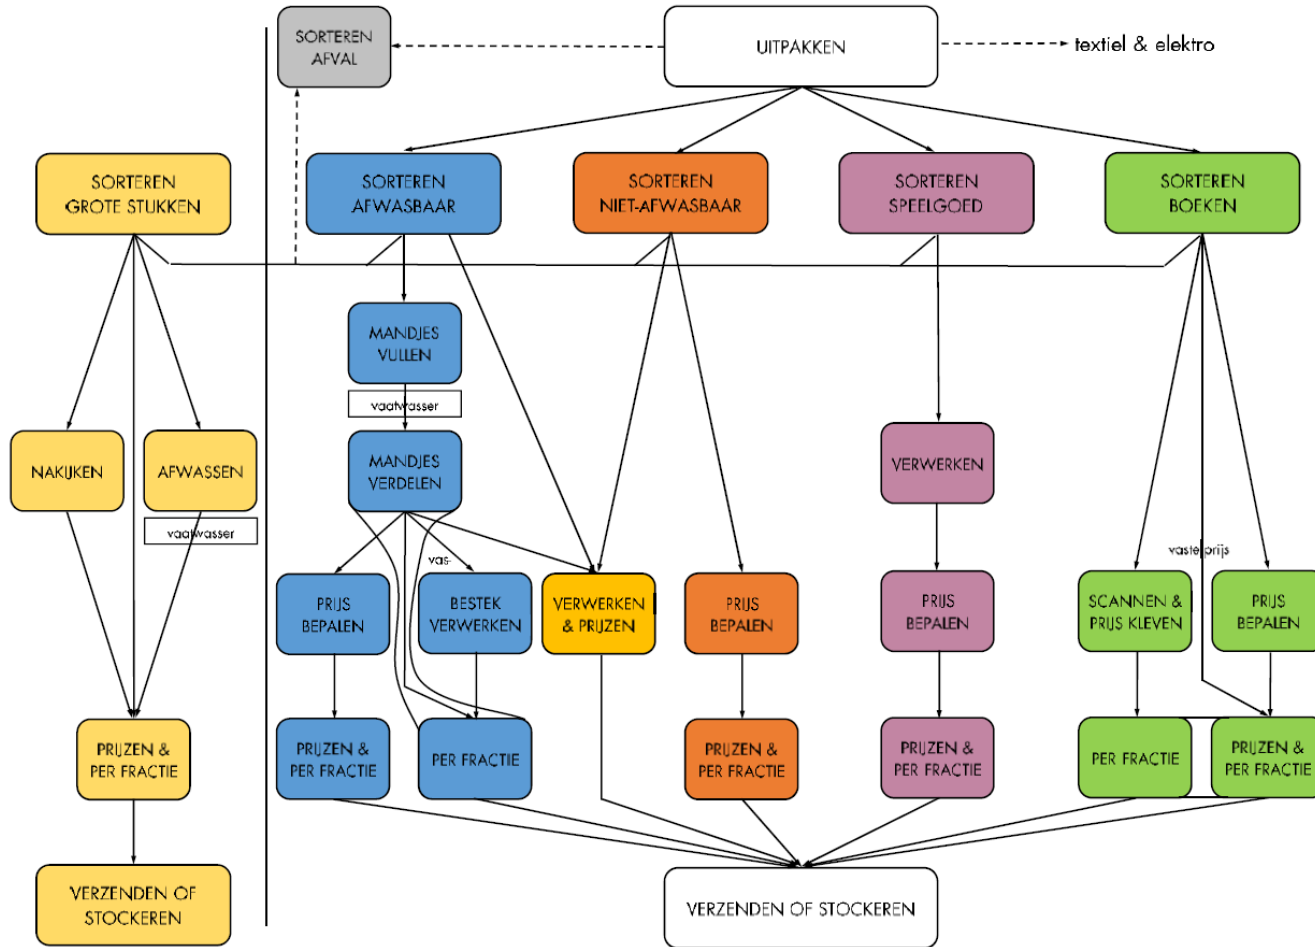 SORTEREN
AFVAL
UITPAKKEN
textiel & elektro
SORTEREN
GROTE STUKKEN
SORTEREN
AFWASBAAR
SORTEREN
NIET-AFWASBAAR
SORTEREN
SPEELGOED
SORTEREN
BOEKEN
MANDJES
VULLEN
vaatwasser
NAKIJKEN
AFWASSEN
MANDJES
VERDELEN
VERWERKEN
vaatwasser
vas-
vaste prijs
PRIJS
BEPALEN
BESTEK
VERWERKEN
VERWERKEN
& PRIJZEN
PRIJS
BEPALEN
PRIJS
BEPALEN
SCANNEN &
PRIJS KLEVEN
PRIJS
BEPALEN
PRIJZEN &
PER FRACTIE
PRIJZEN &
PER FRACTIE
PER FRACTIE
PRIJZEN &
PER FRACTIE
PRIJZEN &
PER FRACTIE
PER FRACTIE
PRIJZEN &
PER FRACTIE
VERZENDEN OF
STOCKEREN
VERZENDEN OF STOCKEREN